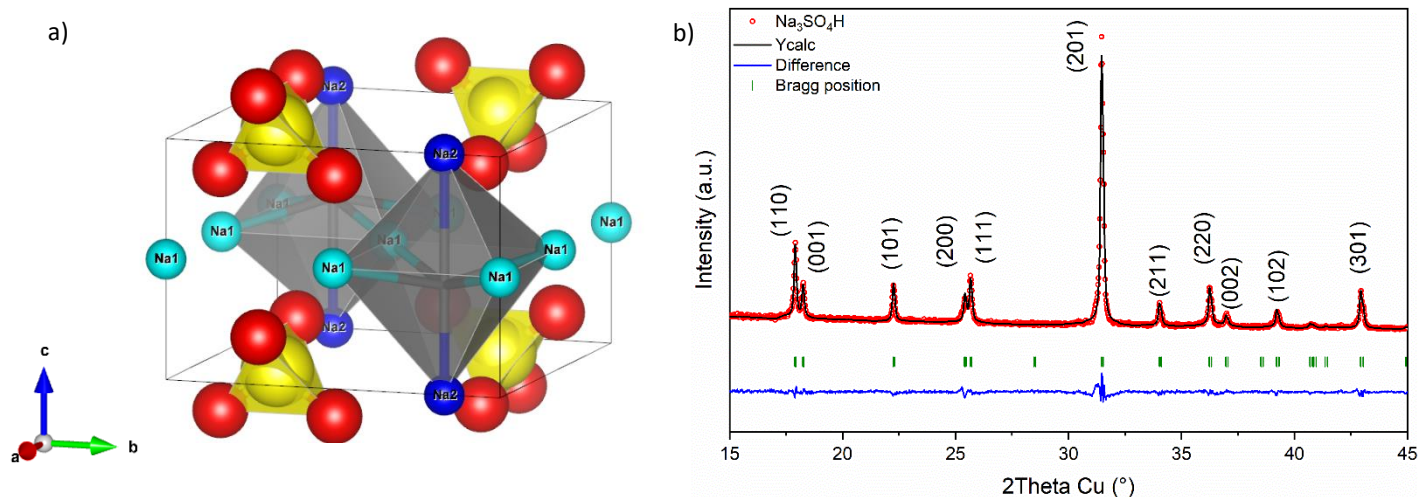 a)
Na2
Na2
Na1
Na1
Na1
Na1
Na1
Na1
Na1
Na1
Na1
Na2
Na2
c
b
a
b)
Na₃SO₄H
Ycalc
Difference
Bragg position
Intensity (a.u.)
(110)
(001)
(101)
(200)
(111)
(201)
(211)
(220)
(002)
(102)
(301)
15 20 25 30 35 40 45
2Theta Cu (°)